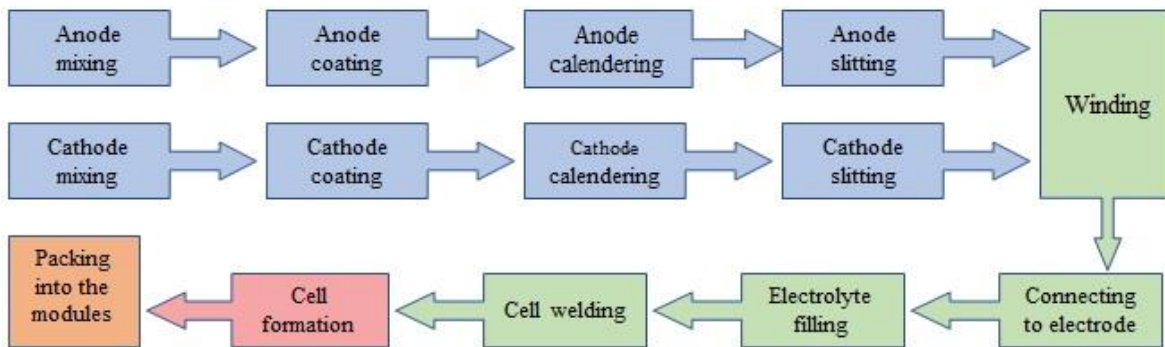 Anode
mixing
Anode
coating
Anode
calendering
Anode
slitting
Winding
Cathode
mixing
Cathode
coating
Cathode
calendering
Cathode
slitting
Packing
into the
modules
Cell
formation
Cell welding
Electrolyte
filling
Connecting
to electrode